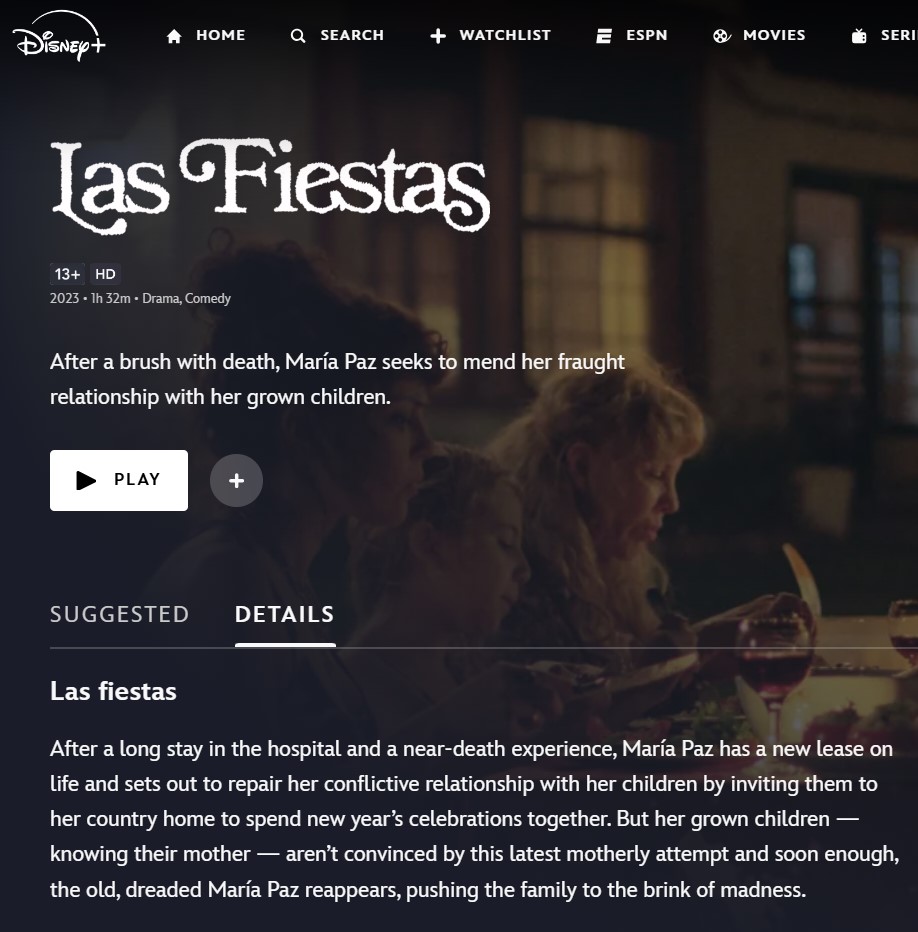 Disney+
HOME
SEARCH
WATCHLIST
ESPN
MOVIES
SERI
Las Fiestas
13+ HD
2023 • 1h 32m • Drama, Comedy
After a brush with death, María Paz seeks to mend her fraught
relationship with her grown children.
PLAY
SUGGESTED
DETAILS
Las fiestas
After a long stay in the hospital and a near-death experience, María Paz has a new lease on
life and sets out to repair her conflictive relationship with her children by inviting them to
her country home to spend new year’s celebrations together. But her grown children —
knowing their mother — aren’t convinced by this latest motherly attempt and soon enough,
the old, dreaded María Paz reappears, pushing the family to the brink of madness.